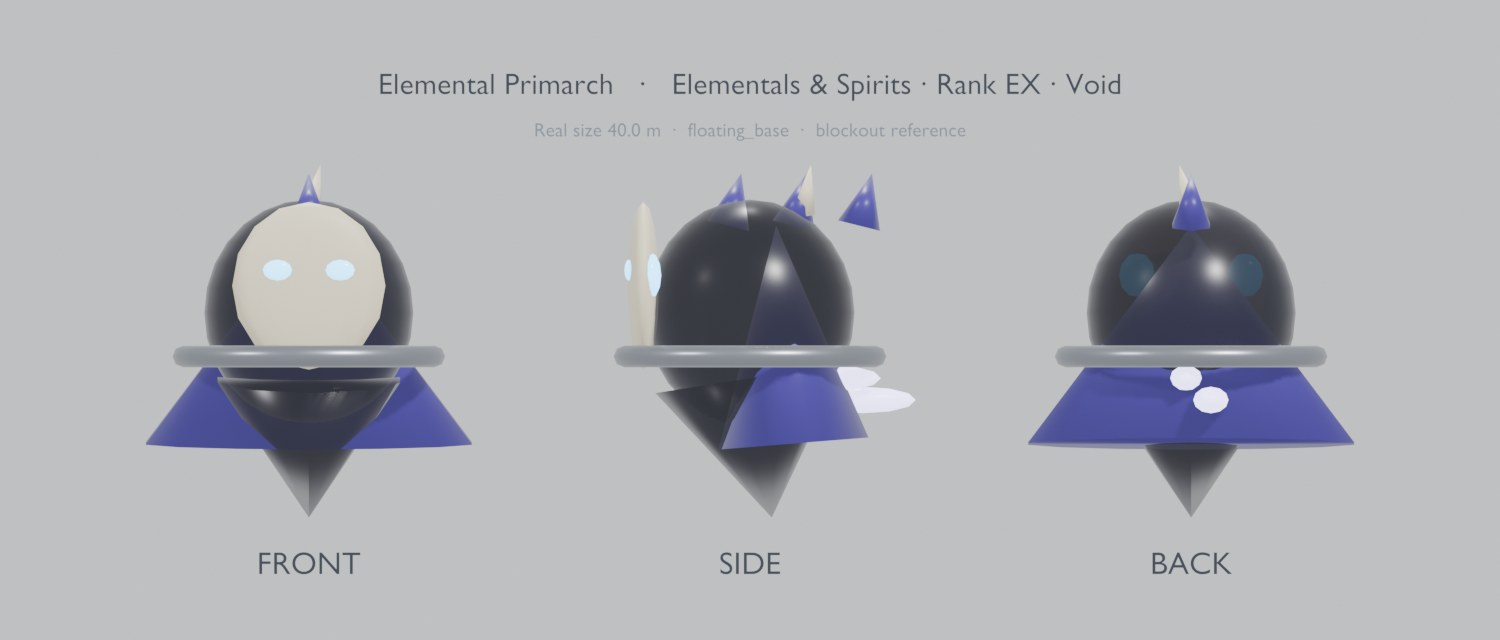 Elemental Primarch · Elementals & Spirits · Rank EX · Void
Real size 40.0 m · floating_base · blockout reference
FRONT
SIDE
BACK